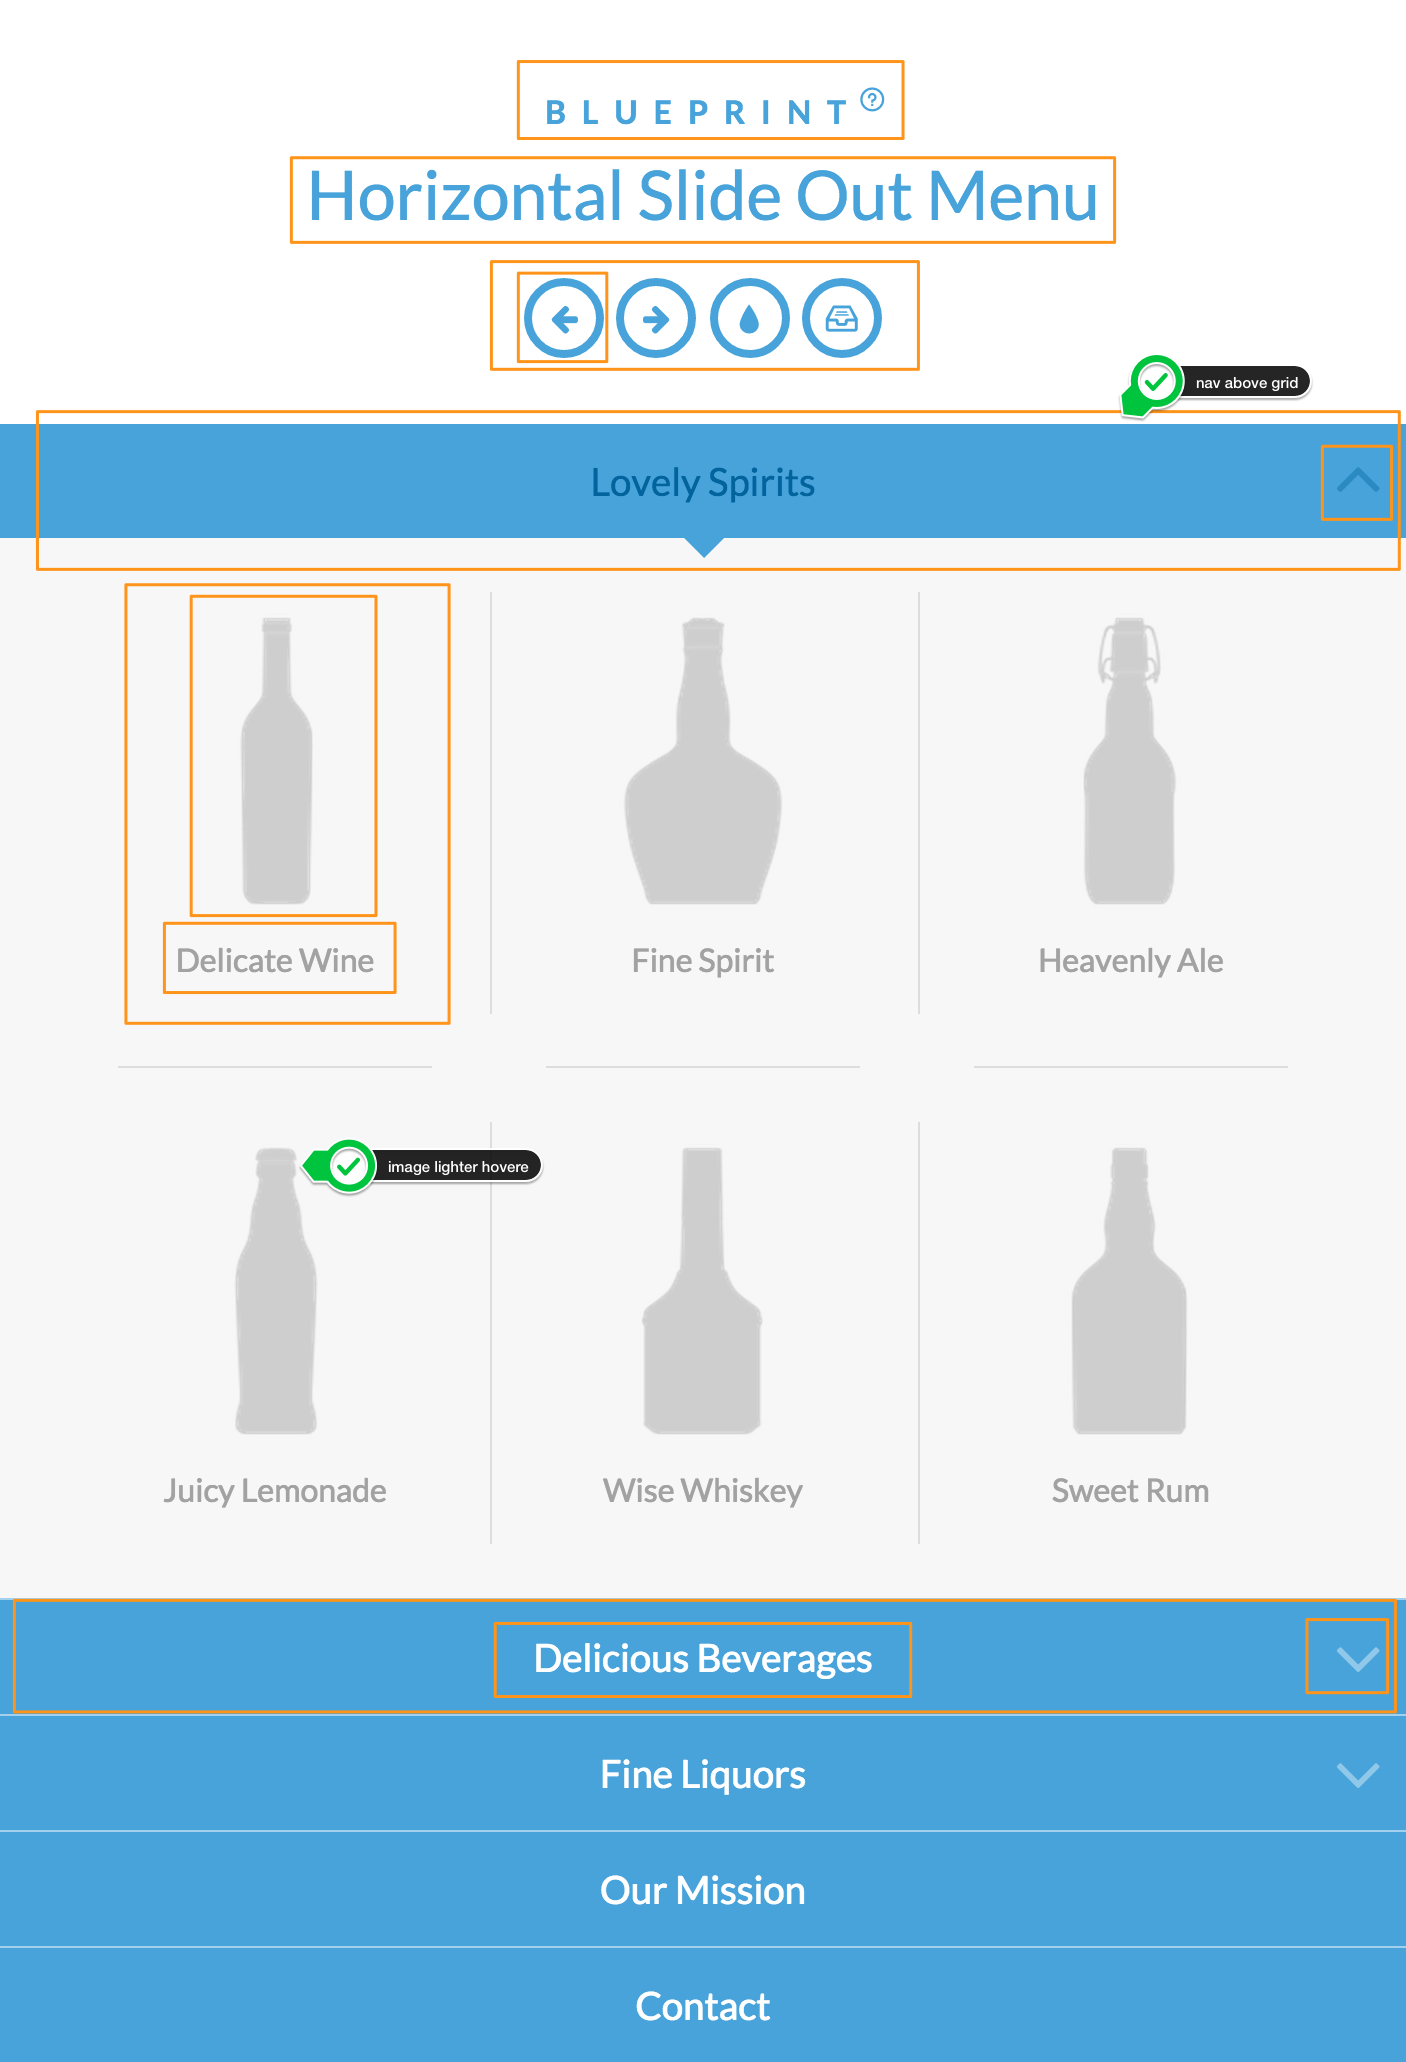 BLUEPRINT ?
Horizontal Slide Out Menu
nav above grid
Lovely Spirits
Delicate Wine
Fine Spirit
Heavenly Ale
image lighter hovere
Juicy Lemonade
Wise Whiskey
Sweet Rum
Delicious Beverages
Fine Liquors
Our Mission
Contact